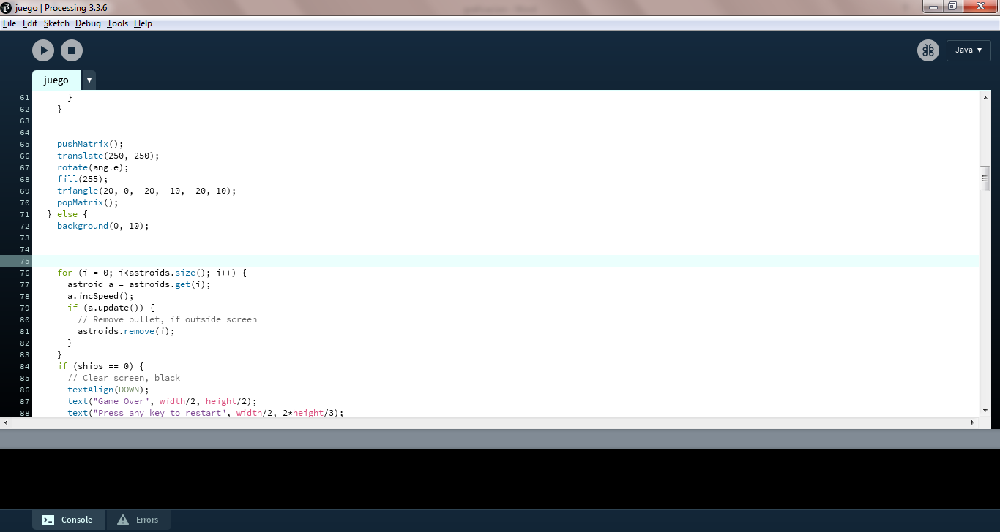 juego | Processing 3.3.6
File Edit Sketch Debug Tools Help
Java ▼
juego ▼
61 }
62 }
63
64
65 pushMatrix();
66 translate(250, 250);
67 rotate(angle);
68 fill(255);
69 triangle(20, 0, -20, -10, -20, 10);
70 popMatrix();
71 } else {
72 background(0, 10);
73
74
75
76 for (i = 0; i<astroids.size(); i++) {
77 astroid a = astroids.get(i);
78 a.incSpeed();
79 if (a.update()) {
80 // Remove bullet, if outside screen
81 astroids.remove(i);
82 }
83 }
84 if (ships == 0) {
85 // Clear screen, black
86 textAlign(DOWN);
87 text("Game Over", width/2, height/2);
88 text("Press any key to restart", width/2, 2*height/3);
Console Errors